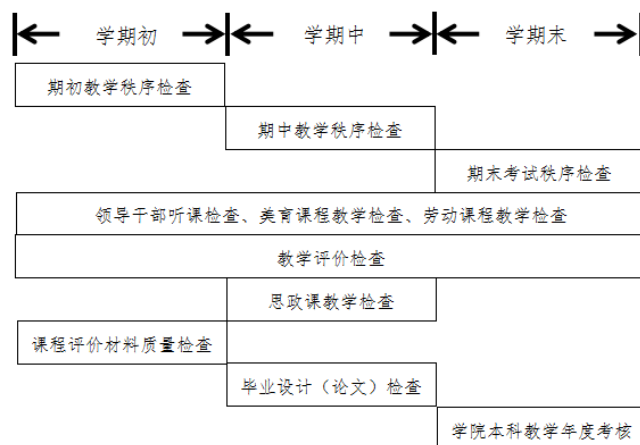 学期初 学期中 学期末
期初教学秩序检查
期中教学秩序检查
期末考试秩序检查
领导干部听课检查、美育课程教学检查、劳动课程教学检查
教学评价检查
思政课教学检查
课程评价材料质量检查
毕业设计（论文）检查
学院本科教学年度考核